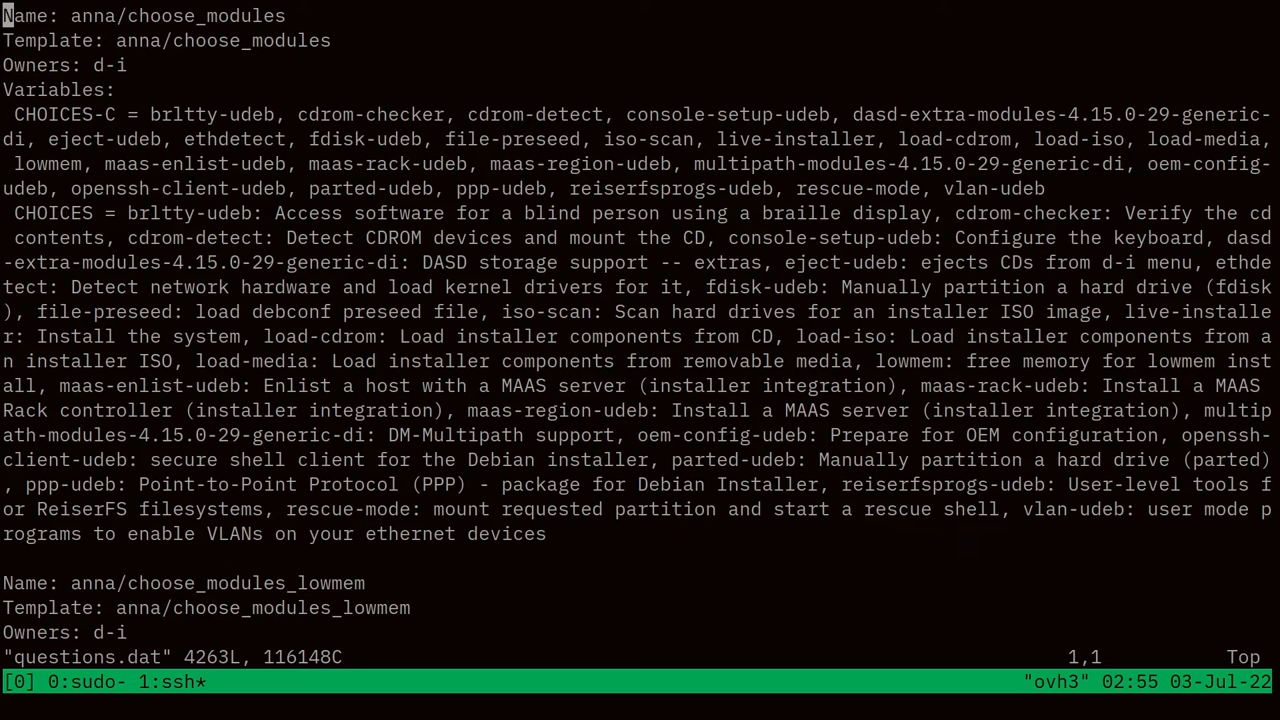 Name: anna/choose_modules
Template: anna/choose_modules
Owners: d-i
Variables:
 CHOICES-C = brltty-udeb, cdrom-checker, cdrom-detect, console-setup-udeb, dasd-extra-modules-4.15.0-29-generic-
di, eject-udeb, ethdetect, fdisk-udeb, file-preseed, iso-scan, live-installer, load-cdrom, load-iso, load-media,
 lowmem, maas-enlist-udeb, maas-rack-udeb, maas-region-udeb, multipath-modules-4.15.0-29-generic-di, oem-config-
udeb, openssh-client-udeb, parted-udeb, ppp-udeb, reiserfsprogs-udeb, rescue-mode, vlan-udeb
 CHOICES = brltty-udeb: Access software for a blind person using a braille display, cdrom-checker: Verify the cd
 contents, cdrom-detect: Detect CDROM devices and mount the CD, console-setup-udeb: Configure the keyboard, dasd
-extra-modules-4.15.0-29-generic-di: DASD storage support -- extras, eject-udeb: ejects CDs from d-i menu, ethde
tect: Detect network hardware and load kernel drivers for it, fdisk-udeb: Manually partition a hard drive (fdisk
), file-preseed: load debconf preseed file, iso-scan: Scan hard drives for an installer ISO image, live-installe
r: Install the system, load-cdrom: Load installer components from CD, load-iso: Load installer components from a
n installer ISO, load-media: Load installer components from removable media, lowmem: free memory for lowmem inst
all, maas-enlist-udeb: Enlist a host with a MAAS server (installer integration), maas-rack-udeb: Install a MAAS
Rack controller (installer integration), maas-region-udeb: Install a MAAS server (installer integration), multip
ath-modules-4.15.0-29-generic-di: DM-Multipath support, oem-config-udeb: Prepare for OEM configuration, openssh-
client-udeb: secure shell client for the Debian installer, parted-udeb: Manually partition a hard drive (parted)
, ppp-udeb: Point-to-Point Protocol (PPP) - package for Debian Installer, reiserfsprogs-udeb: User-level tools f
or ReiserFS filesystems, rescue-mode: mount requested partition and start a rescue shell, vlan-udeb: user mode p
rograms to enable VLANs on your ethernet devices

Name: anna/choose_modules_lowmem
Template: anna/choose_modules_lowmem
Owners: d-i
"questions.dat" 4263L, 116148C 1,1 Top
[0] 0:sudo- 1:ssh* "ovh3" 02:55 03-Jul-22